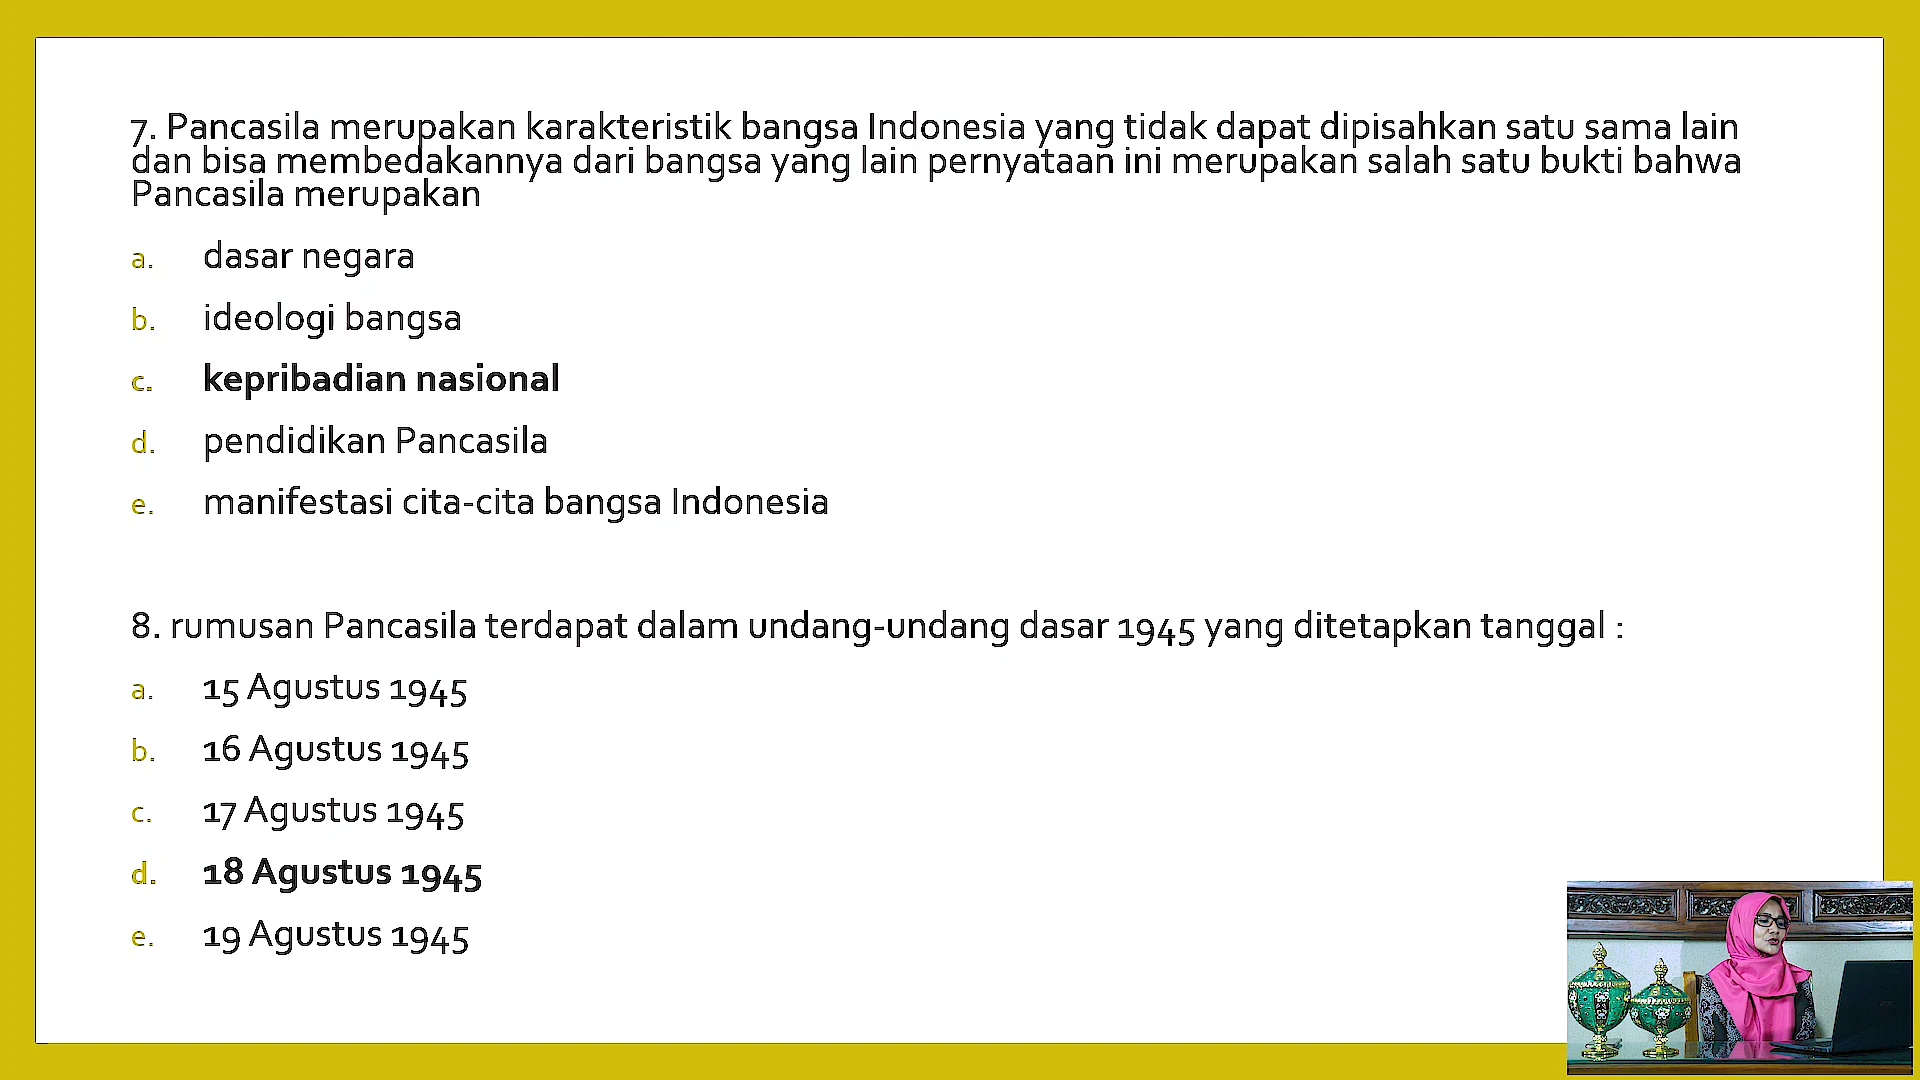 7. Pancasila merupakan karakteristik bangsa Indonesia yang tidak dapat dipisahkan satu sama lain
dan bisa membedakannya dari bangsa yang lain pernyataan ini merupakan salah satu bukti bahwa
Pancasila merupakan
a. dasar negara
b. ideologi bangsa
c. kepribadian nasional
d. pendidikan Pancasila
e. manifestasi cita-cita bangsa Indonesia
8. rumusan Pancasila terdapat dalam undang-undang dasar 1945 yang ditetapkan tanggal :
a. 15 Agustus 1945
b. 16 Agustus 1945
c. 17 Agustus 1945
d. 18 Agustus 1945
e. 19 Agustus 1945